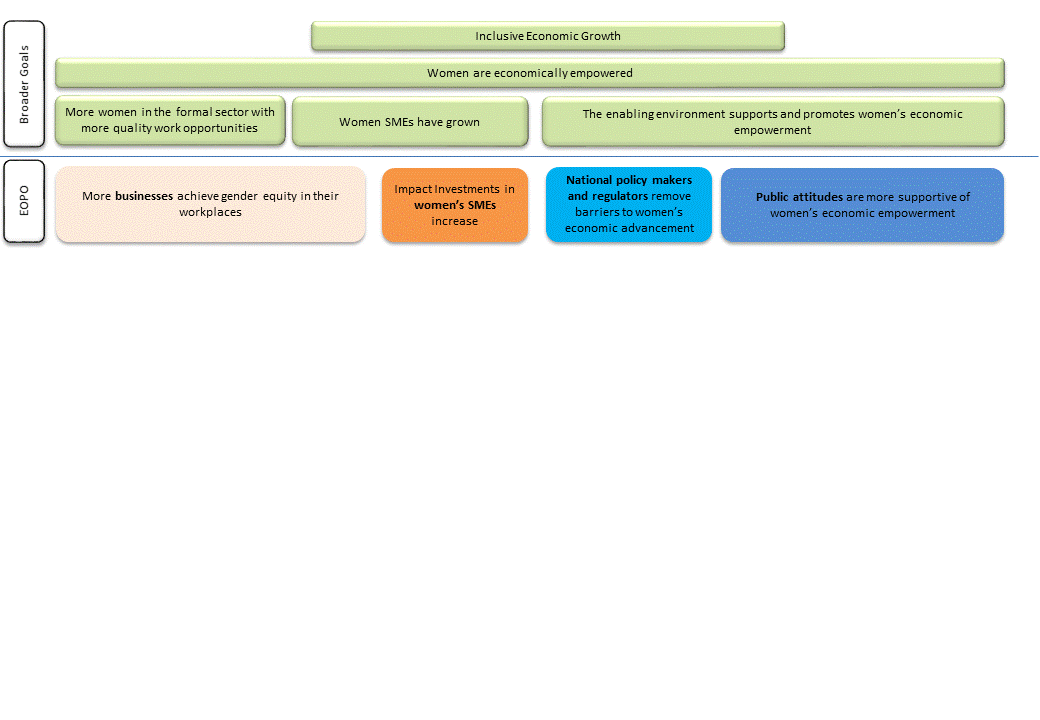 Broader Goals
Inclusive Economic Growth
Women are economically empowered
More women in the formal sector with
more quality work opportunities
Women SMEs have grown
The enabling environment supports and promotes women's economic
empowerment
EOPO
More businesses achieve gender equity in their
workplaces
Impact Investments in
women's SMEs
increase
National policy makers
and regulators remove
barriers to women's
economic advancement
Public attitudes are more supportive of
women's economic empowerment